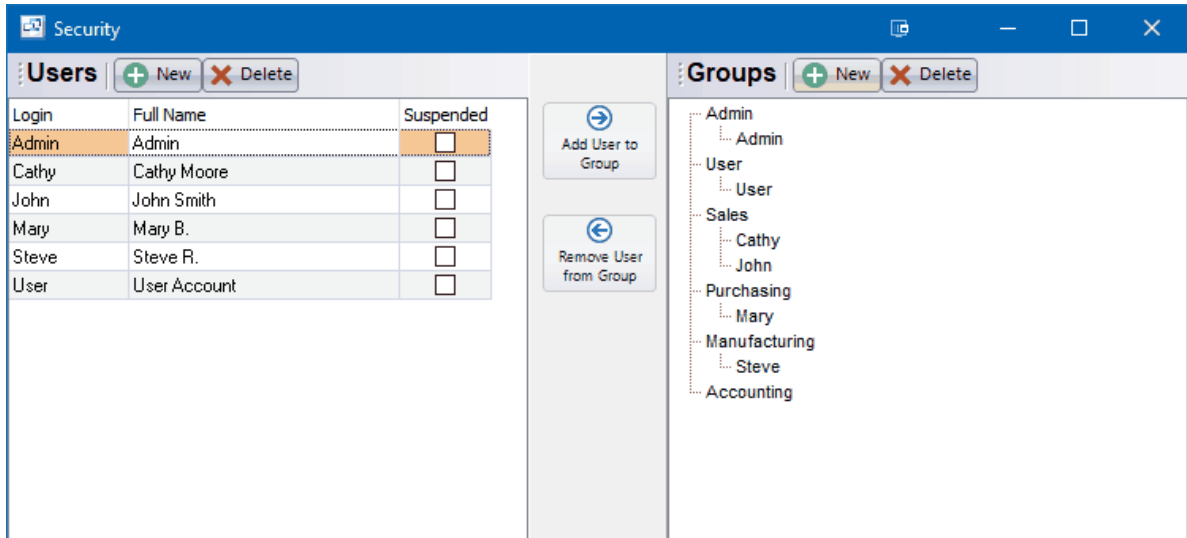 Security
Users New Delete
Login Full Name Suspended
Admin Admin
Cathy Cathy Moore
John John Smith
Mary Mary B.
Steve Steve R.
User User Account
Add User to
Group
Remove User
from Group
Groups New Delete
Admin
Admin
User
User
Sales
Cathy
John
Purchasing
Mary
Manufacturing
Steve
Accounting